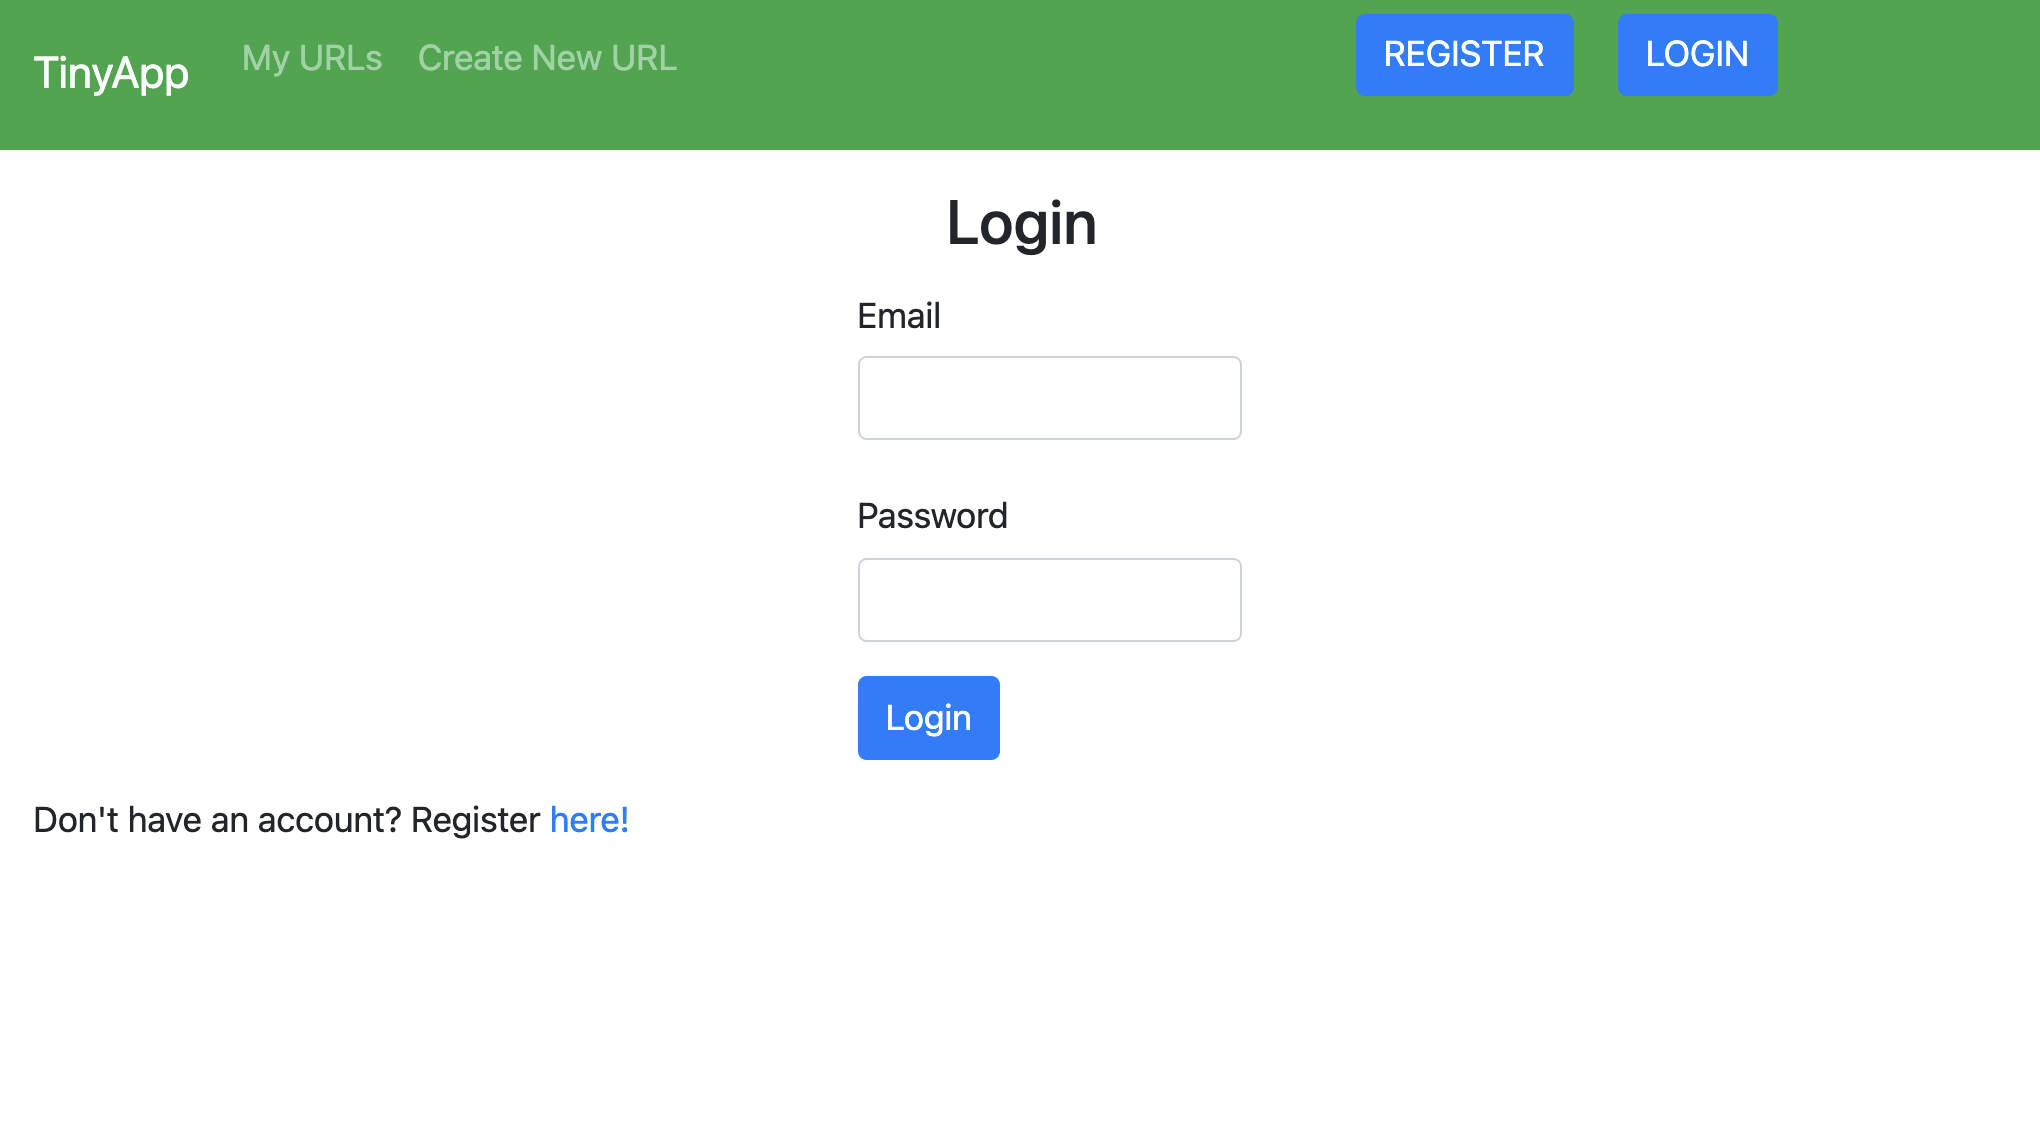 TinyApp My URLs Create New URL REGISTER LOGIN
Login
Email
Password
Login
Don't have an account? Register here!